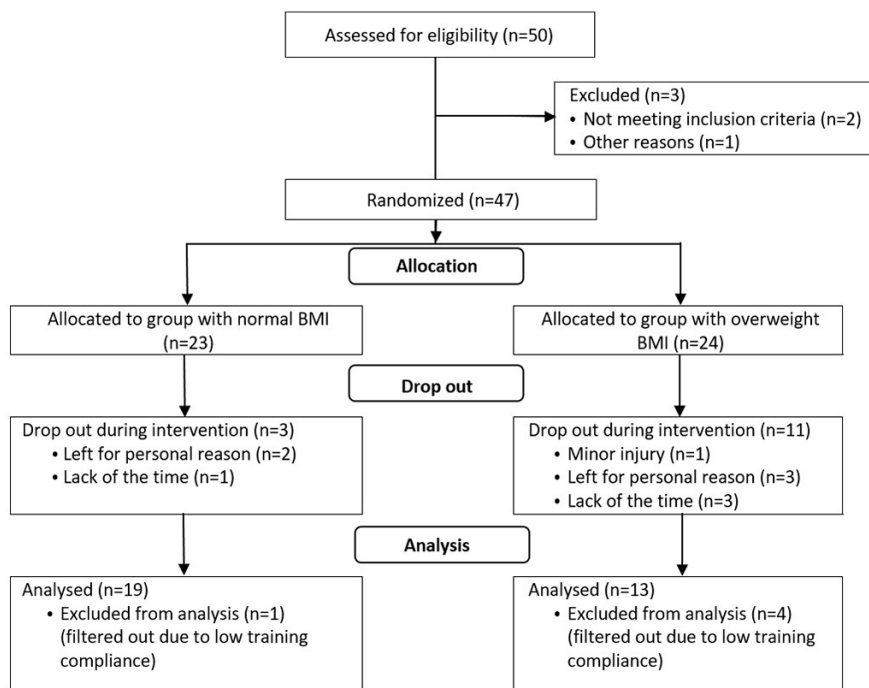 Assessed for eligibility (n=50)
Excluded (n=3)
• Not meeting inclusion criteria (n=2)
• Other reasons (n=1)
Randomized (n=47)
Allocation
Allocated to group with normal BMI
(n=23)
Allocated to group with overweight
BMI (n=24)
Drop out
Drop out during intervention (n=3)
• Left for personal reason (n=2)
• Lack of the time (n=1)
Drop out during intervention (n=11)
• Minor injury (n=1)
• Left for personal reason (n=3)
• Lack of the time (n=3)
Analysis
Analysed (n=19)
• Excluded from analysis (n=1)
(filtered out due to low training
compliance)
Analysed (n=13)
• Excluded from analysis (n=4)
(filtered out due to low training
compliance)